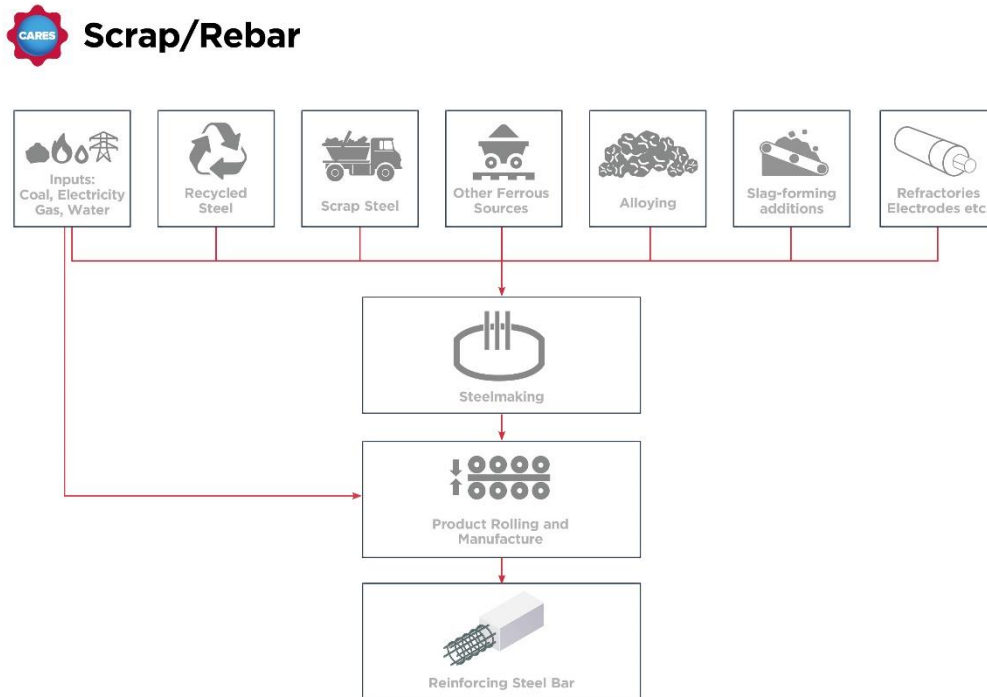 CARES
Scrap/Rebar
Inputs:
Coal, Electricity
Gas, Water
Recycled
Steel
Scrap Steel
Other Ferrous
Sources
Alloying
Slag-forming
additions
Refractories
Electrodes etc
Steelmaking
Product Rolling and
Manufacture
Reinforcing Steel Bar